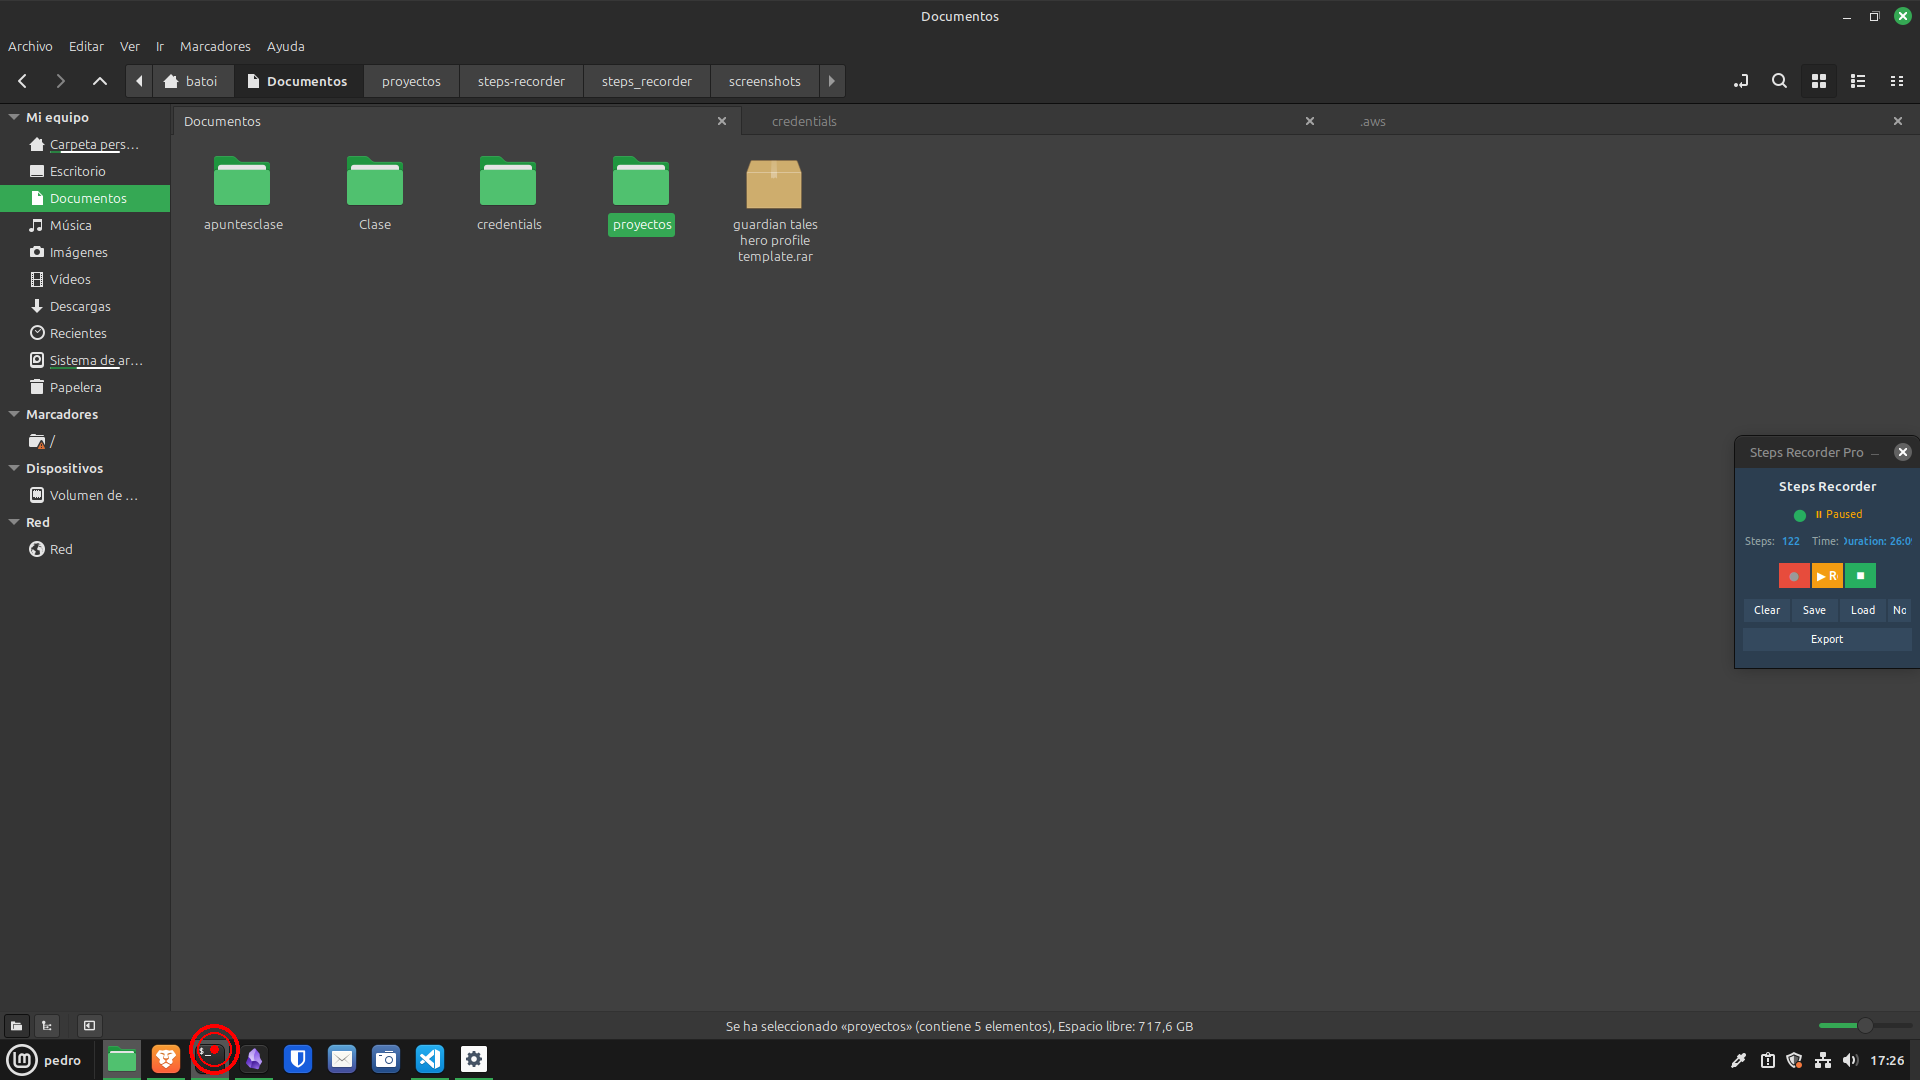 Documentos
Archivo Editar Ver Ir Marcadores Ayuda
batoi Documentos proyectos steps-recorder steps_recorder screenshots
Mi equipo
Carpeta pers...
Escritorio
Documentos
Música
Imágenes
Vídeos
Descargas
Recientes
Sistema de ar...
Papelera
Marcadores
/
Dispositivos
Volumen de ...
Red
Red
Documentos credentials .aws
apuntesclase Clase credentials proyectos guardian tales
hero profile
template.rar
Steps Recorder Pro
Steps Recorder
Paused
Steps: 122 Time: Duration: 26:0
R
Clear Save Load No
Export
Se ha seleccionado «proyectos» (contiene 5 elementos), Espacio libre: 717,6 GB
lm pedro $_ 17:26